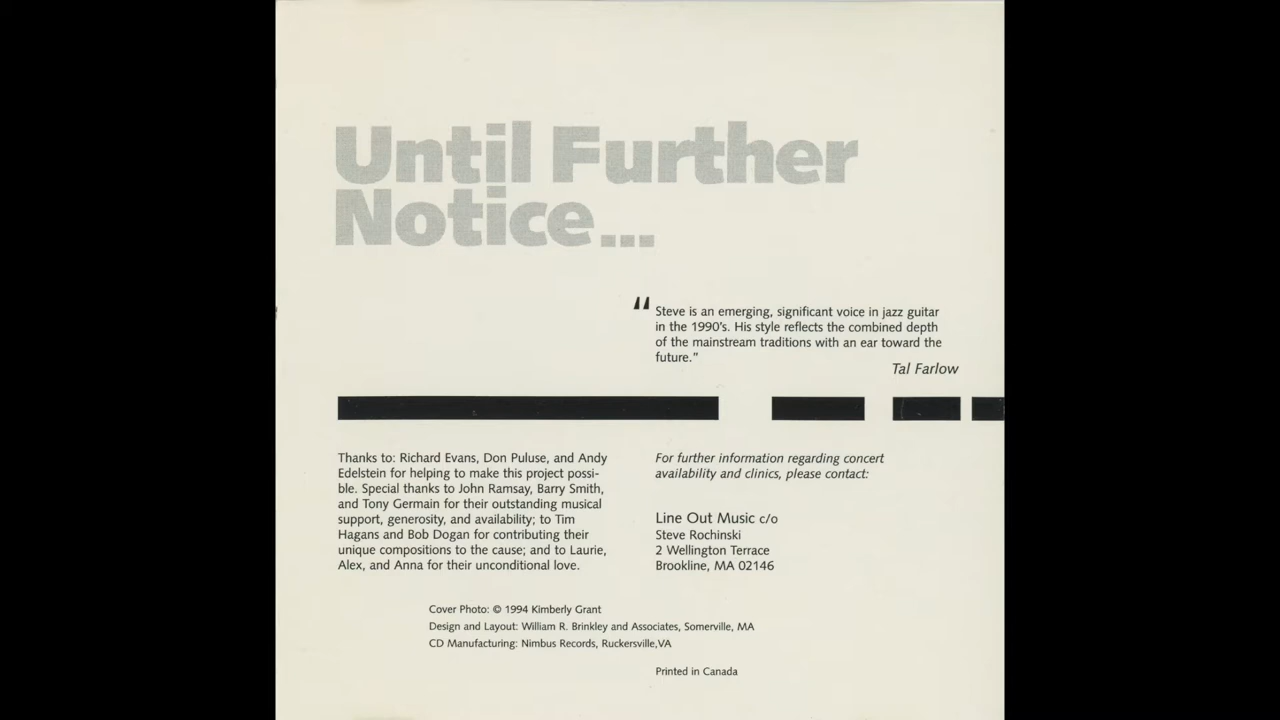 Until Further
Notice...
“Steve is an emerging, significant voice in jazz guitar
in the 1990's. His style reflects the combined depth
of the mainstream traditions with an ear toward the
future.”
Tal Farlow
Thanks to: Richard Evans, Don Puluse, and Andy
Edelstein for helping to make this project possi-
ble. Special thanks to John Ramsay, Barry Smith,
and Tony Germain for their outstanding musical
support, generosity, and availability; to Tim
Hagans and Bob Dogan for contributing their
unique compositions to the cause; and to Laurie,
Alex, and Anna for their unconditional love.
For further information regarding concert
availability and clinics, please contact:
Line Out Music c/o
Steve Rochinski
2 Wellington Terrace
Brookline, MA 02146
Cover Photo: © 1994 Kimberly Grant
Design and Layout: William R. Brinkley and Associates, Somerville, MA
CD Manufacturing: Nimbus Records, Ruckersville,VA
Printed in Canada